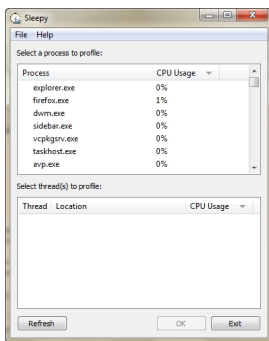 Sleepy
File Help
Select a process to profile:
Process CPU Usage
explorer.exe 0%
firefox.exe 1%
dwm.exe 0%
sidebar.exe 0%
vcpkgsrv.exe 0%
taskhost.exe 0%
avp.exe 0%
Select thread(s) to profile:
Thread Location CPU Usage
Refresh OK Exit